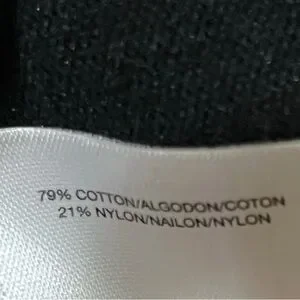 79% COTTON/ALGODON/COTON
21% NYLON/NAILON/NYLON